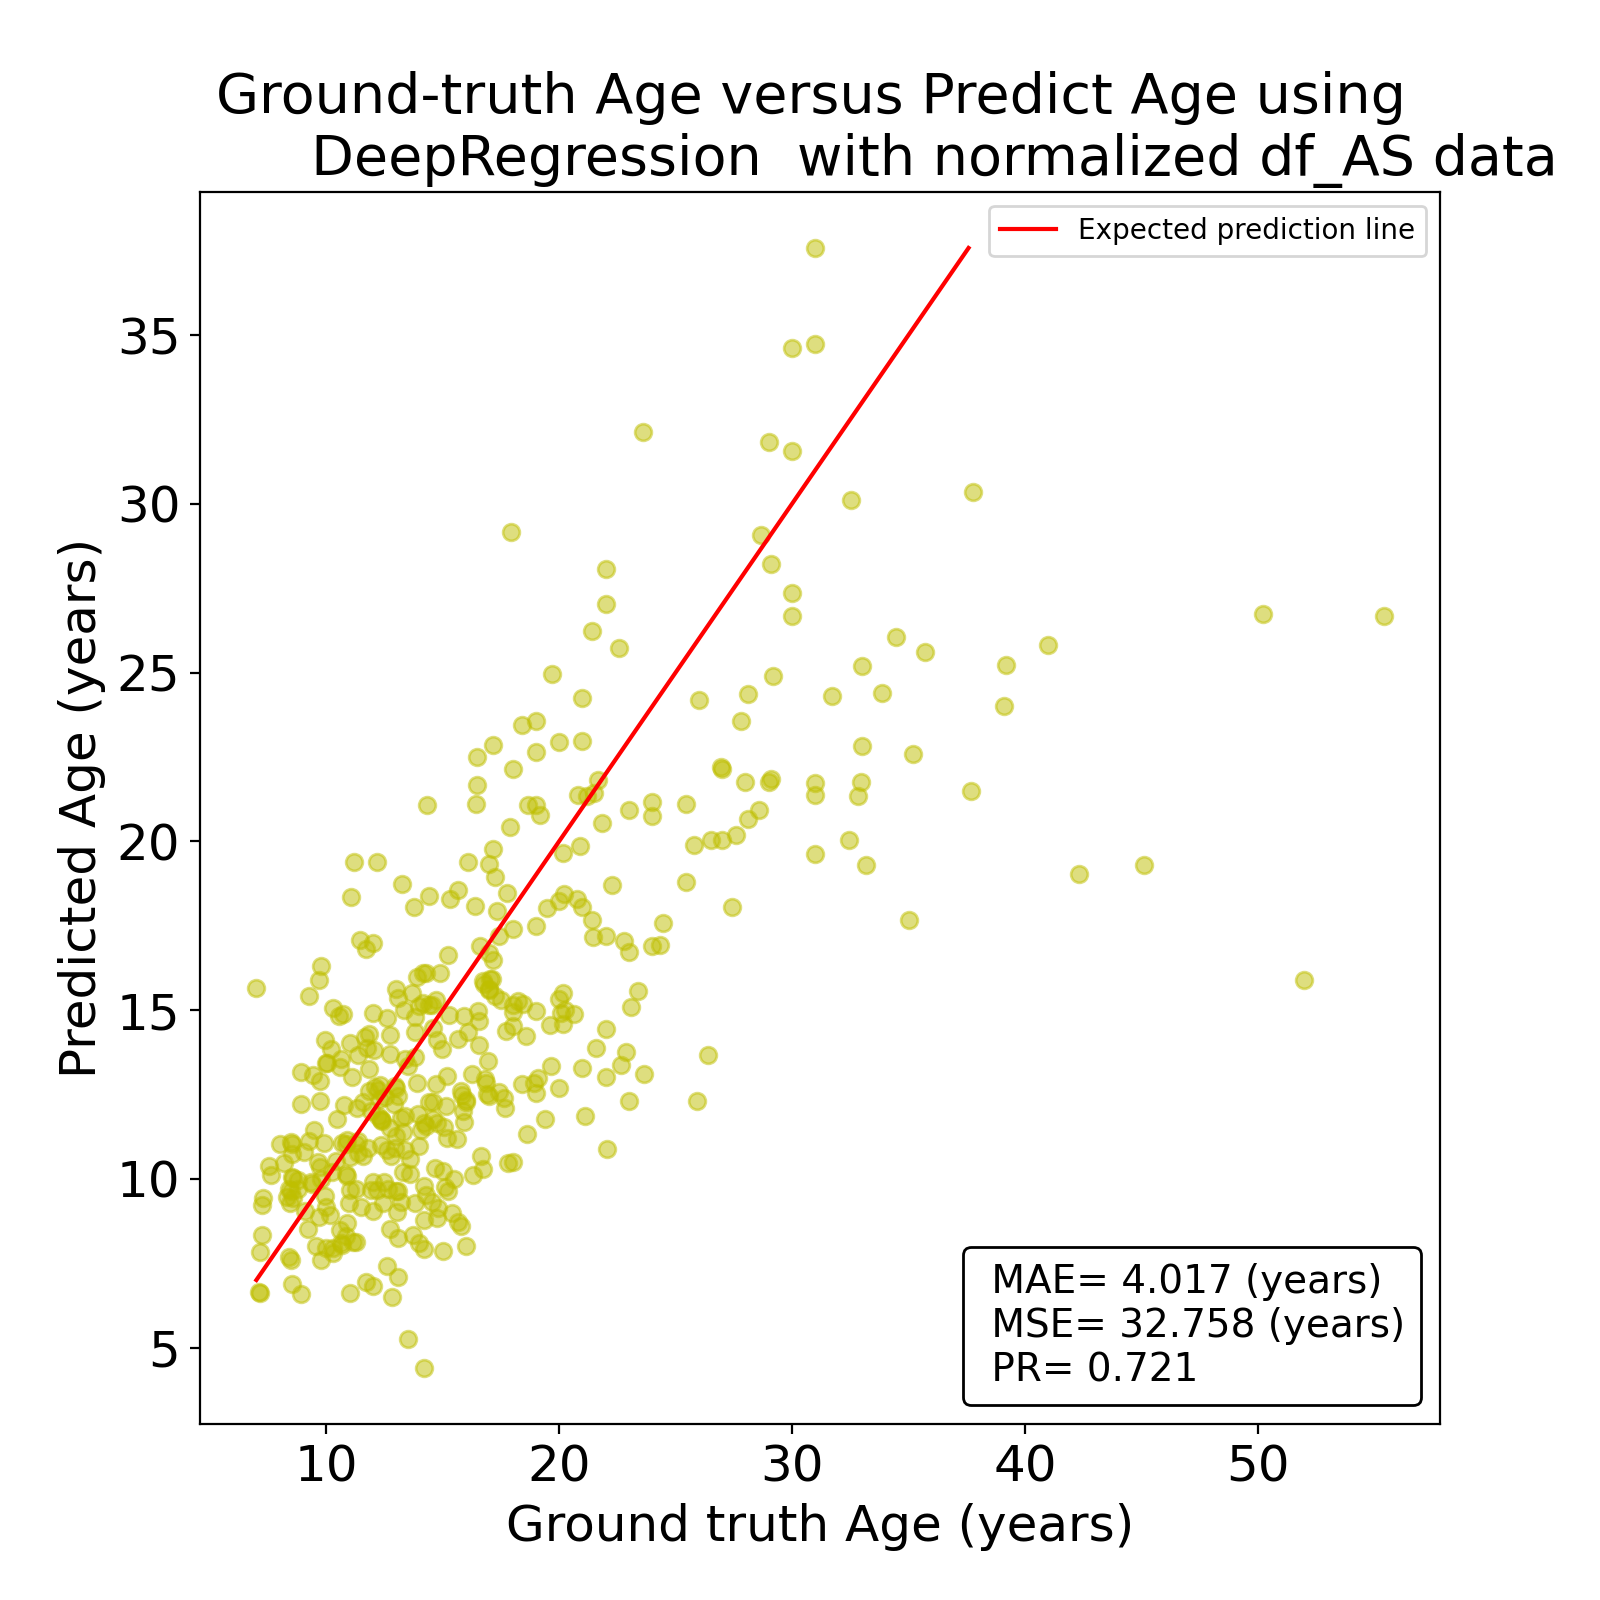 Ground-truth Age versus Predict Age using
DeepRegression  with normalized df_AS data
Expected prediction line
35
30
25
20
15
10
5
Predicted Age (years)
MAE= 4.017 (years)
MSE= 32.758 (years)
PR= 0.721
10 20 30 40 50
Ground truth Age (years)